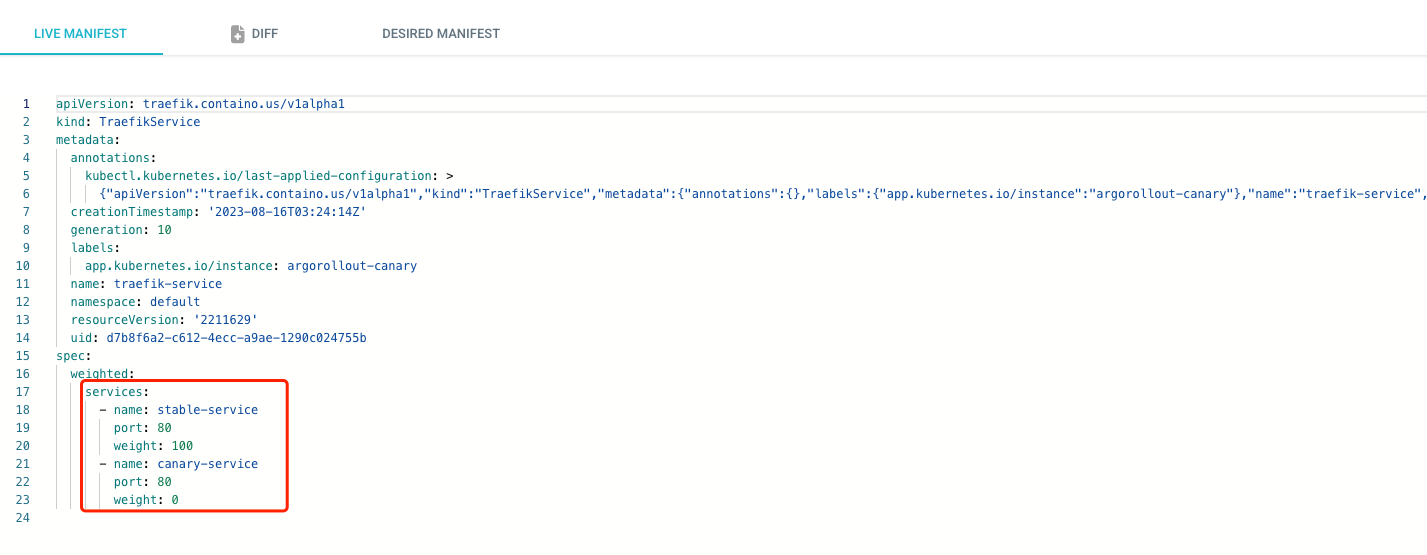 LIVE MANIFEST DIFF DESIRED MANIFEST
1 apiVersion: traefik.containo.us/v1alpha1
2 kind: TraefikService
3 metadata:
4 annotations:
5 kubectl.kubernetes.io/last-applied-configuration: >
6 {"apiVersion":"traefik.containo.us/v1alpha1","kind":"TraefikService","metadata":{"annotations":{},"labels":{"app.kubernetes.io/instance":"argorollout-canary"},"name":"traefik-service",
7 creationTimestamp: '2023-08-16T03:24:14Z'
8 generation: 10
9 labels:
10 app.kubernetes.io/instance: argorollout-canary
11 name: traefik-service
12 namespace: default
13 resourceVersion: '2211629'
14 uid: d7b8f6a2-c612-4ecc-a9ae-1290c024755b
15 spec:
16 weighted:
17 services:
18 - name: stable-service
19 port: 80
20 weight: 100
21 - name: canary-service
22 port: 80
23 weight: 0
24